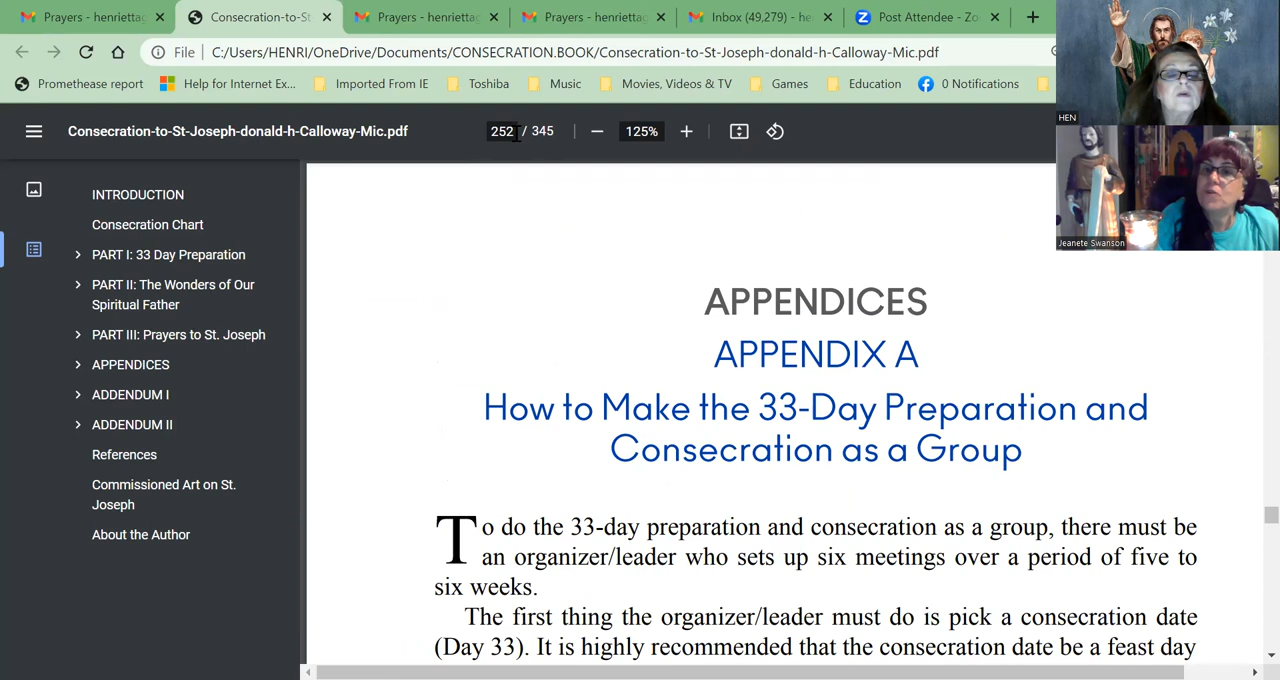 Prayers - henriettag
Consecration-to-St
Prayers - henriettag
Prayers - henriettag
Inbox (49,279) - he
Post Attendee - Zo
File C:/Users/HENRI/OneDrive/Documents/CONSECRATION.BOOK/Consecration-to-St-Joseph-donald-h-Calloway-Mic.pdf
Promethease report
Help for Internet Ex...
Imported From IE
Toshiba
Music
Movies, Videos & TV
Games
Education
0 Notifications
HEN
Jeanete Swanson
Consecration-to-St-Joseph-donald-h-Calloway-Mic.pdf
252 / 345
125%
INTRODUCTION
Consecration Chart
PART I: 33 Day Preparation
PART II: The Wonders of Our
Spiritual Father
PART III: Prayers to St. Joseph
APPENDICES
ADDENDUM I
ADDENDUM II
References
Commissioned Art on St.
Joseph
About the Author
APPENDICES
APPENDIX A
How to Make the 33-Day Preparation and
Consecration as a Group
To do the 33-day preparation and consecration as a group, there must be
an organizer/leader who sets up six meetings over a period of five to
six weeks.
The first thing the organizer/leader must do is pick a consecration date
(Day 33). It is highly recommended that the consecration date be a feast day